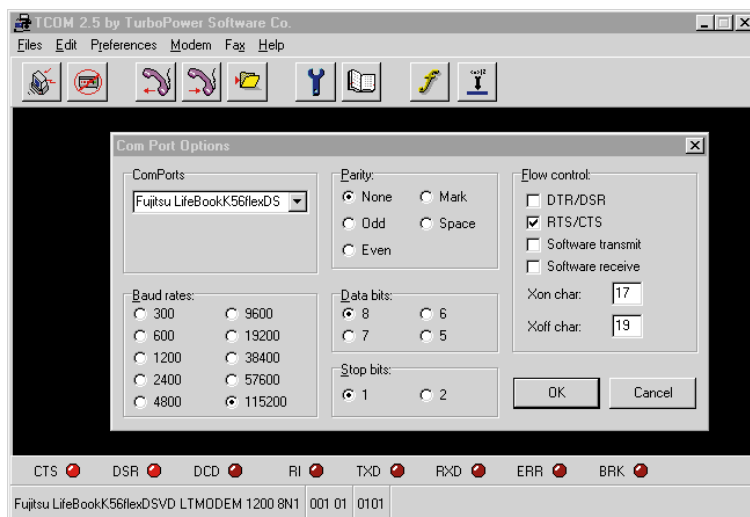 TCOM 2.5 by TurboPower Software Co.
Files Edit Preferences Modem Fax Help
Com Port Options
ComPorts
Fujitsu LifeBookK56flexDS
Parity:
None Mark
Odd Space
Even
Flow control:
DTR/DSR
RTS/CTS
Software transmit
Software receive
Xon char: 17
Xoff char: 19
Baud rates:
300 9600
600 19200
1200 38400
2400 57600
4800 115200
Data bits:
8 6
7 5
Stop bits:
1 2
OK Cancel
CTS DSR DCD RI TXD RXD ERR BRK
Fujitsu LifeBookK56flexDSVD LTMODEM 1200 8N1 001 01 0101